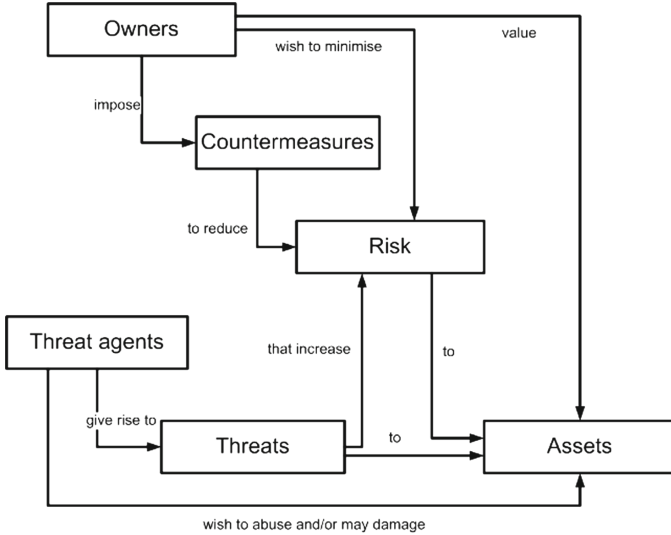 Owners
value
wish to minimise
impose
Countermeasures
to reduce
Risk
Threat agents
that increase
to
give rise to
Threats
to
Assets
wish to abuse and/or may damage